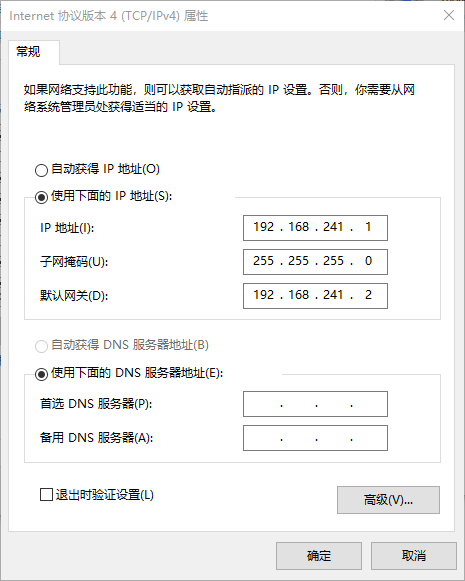 Internet 协议版本 4 (TCP/IPv4) 属性
常规
如果网络支持此功能，则可以获取自动指派的 IP 设置。否则，你需要从网
络系统管理员处获得适当的 IP 设置。
自动获得 IP 地址(O)
使用下面的 IP 地址(S):
IP 地址(I): 192 . 168 . 241 . 1
子网掩码(U): 255 . 255 . 255 . 0
默认网关(D): 192 . 168 . 241 . 2
自动获得 DNS 服务器地址(B)
使用下面的 DNS 服务器地址(E):
首选 DNS 服务器(P): . . .
备用 DNS 服务器(A): . . .
退出时验证设置(L)
高级(V)...
确定 取消